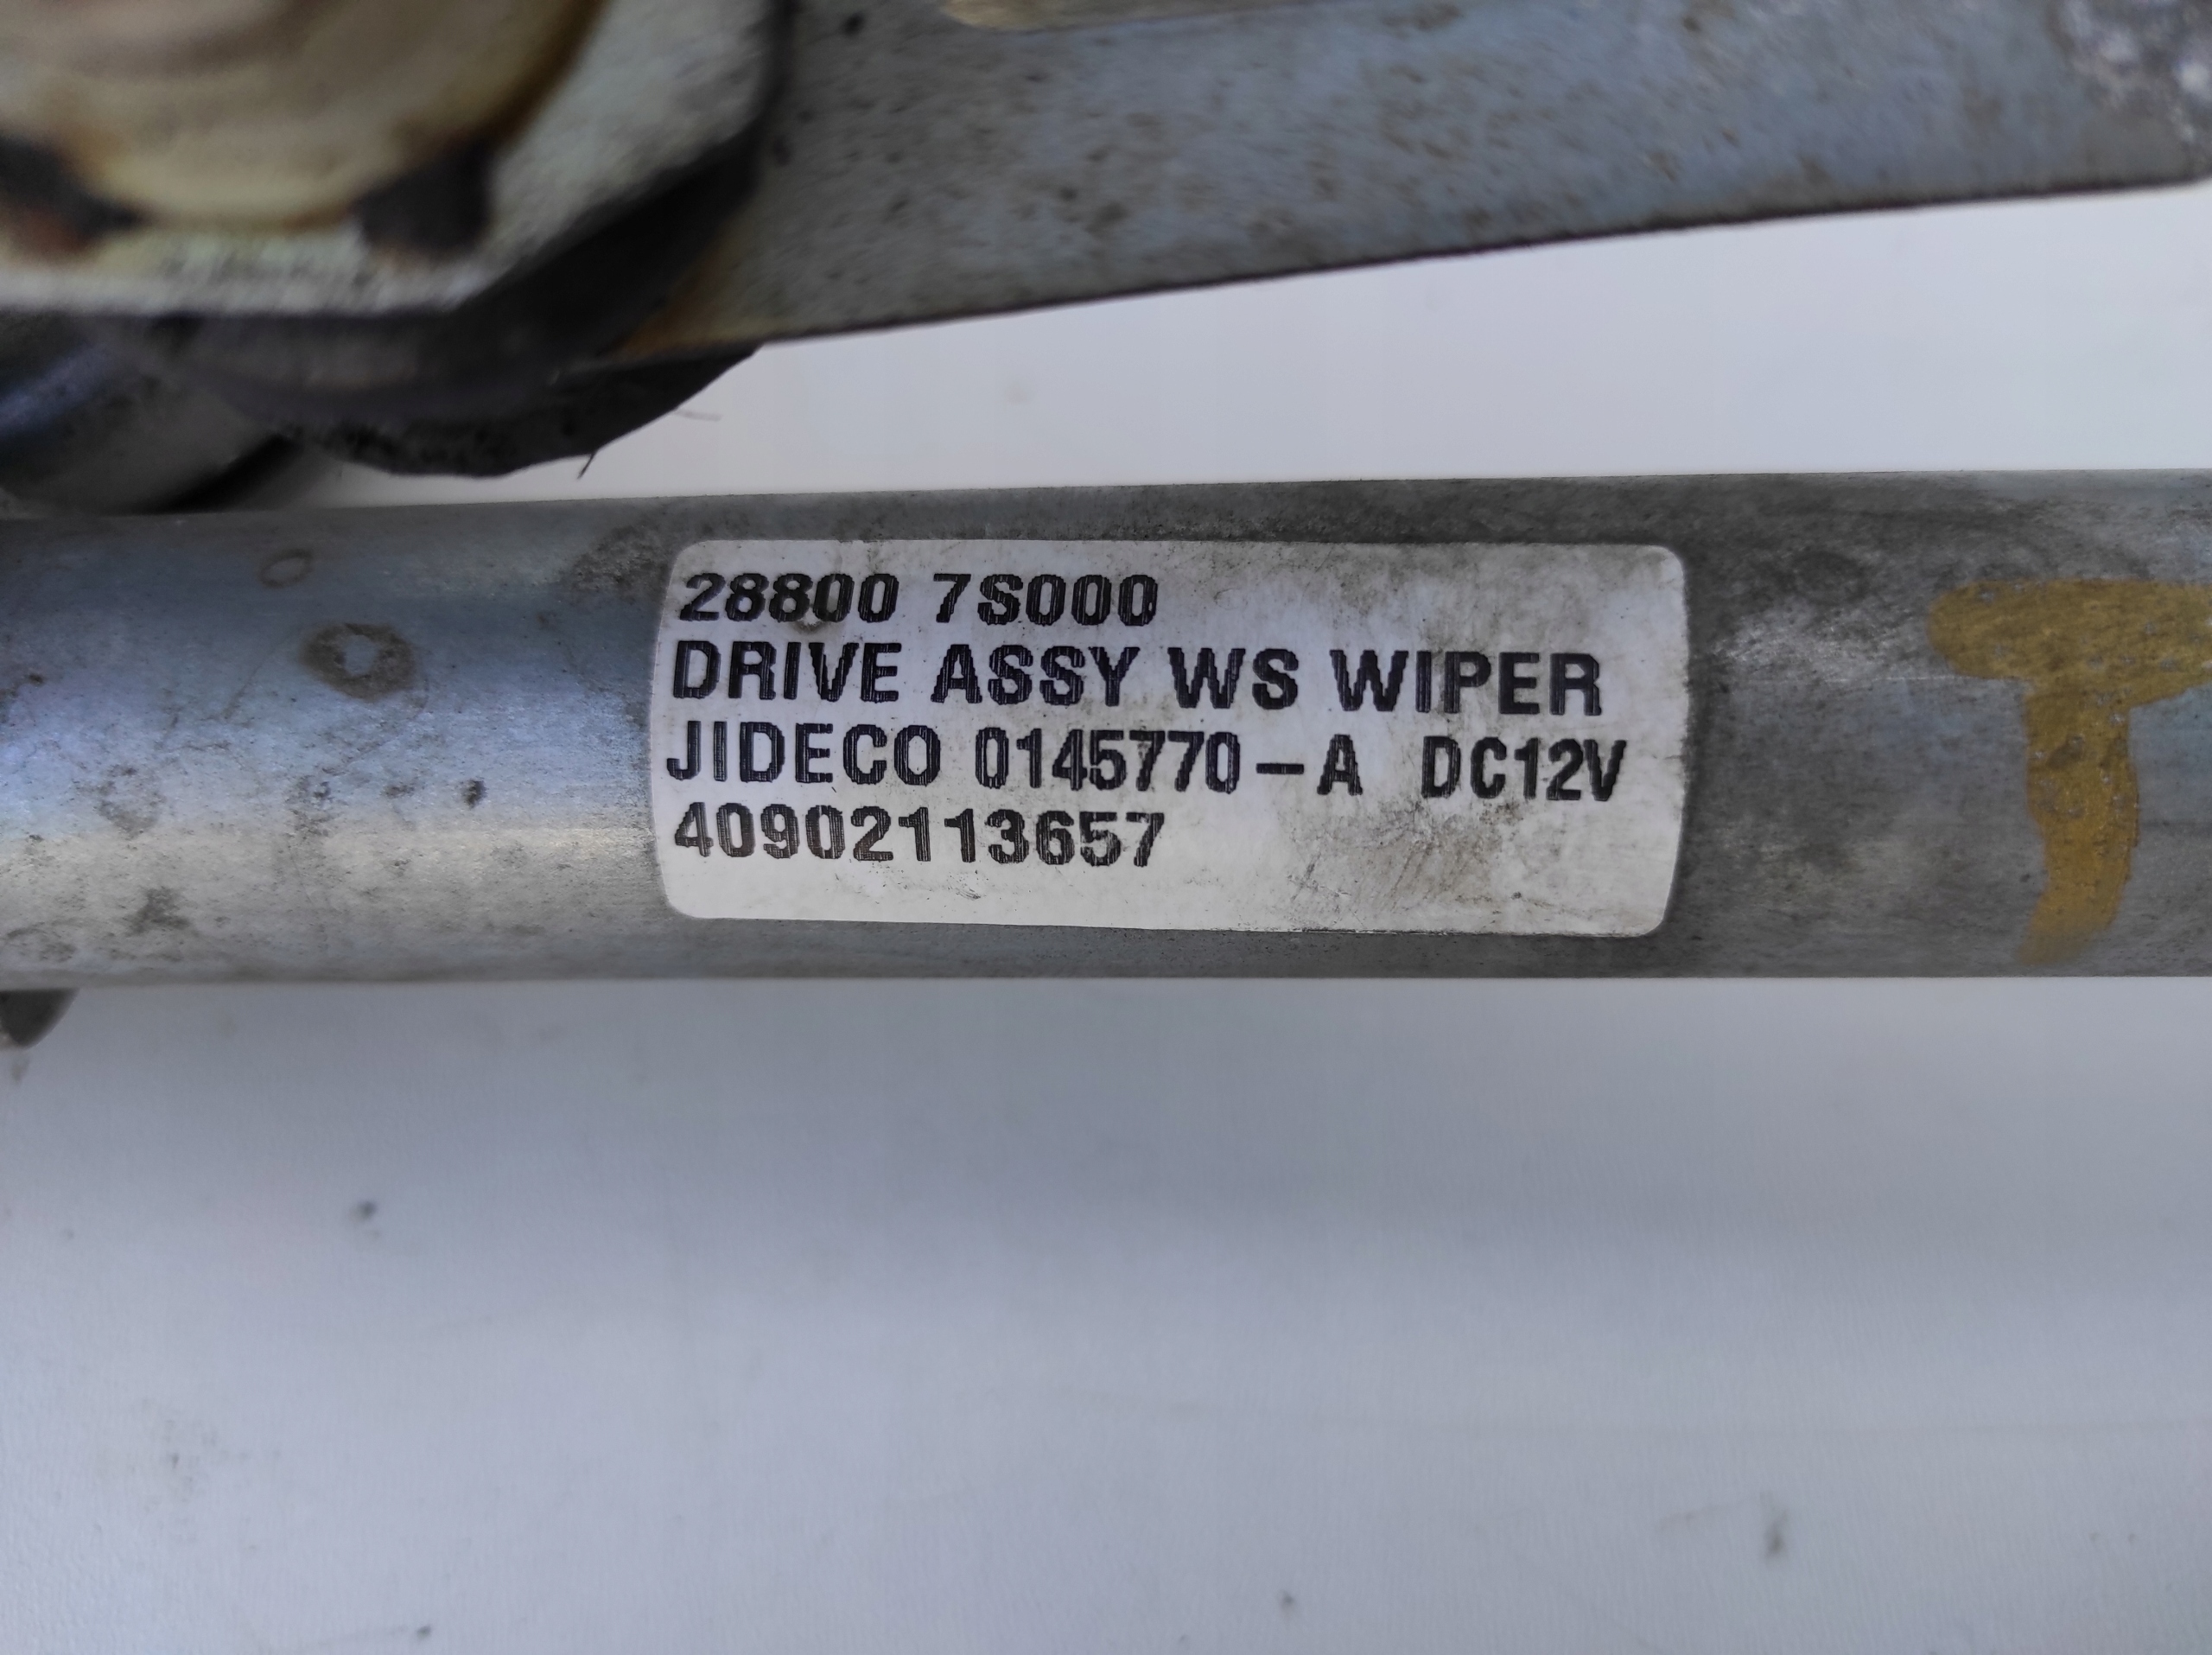 28800 7S000
DRIVE ASSY WS WIPER
JIDECO 0145770-A DC12V
40902113657